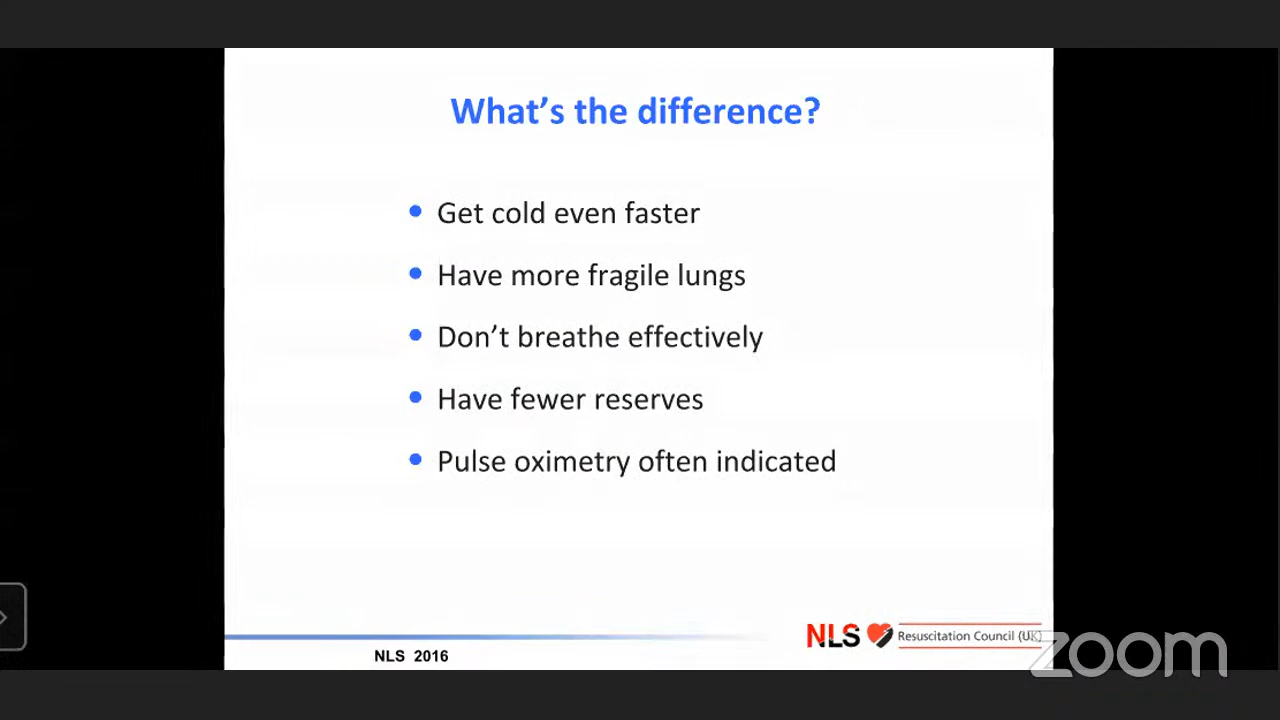 What’s the difference?
Get cold even faster
Have more fragile lungs
Don’t breathe effectively
Have fewer reserves
Pulse oximetry often indicated
NLS Resuscitation Council (UK)
zoom
NLS 2016